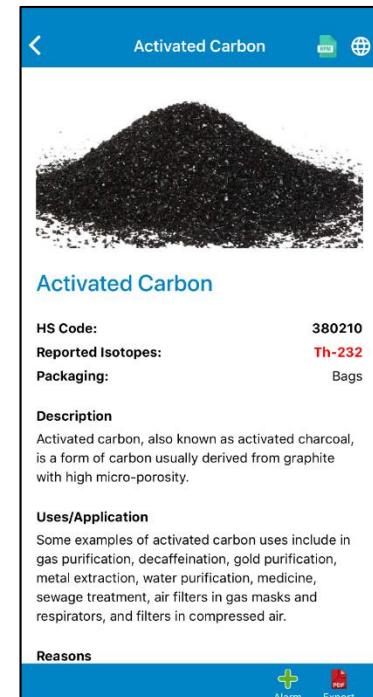 Activated Carbon
RPM
Activated Carbon
HS Code: 380210
Reported Isotopes: Th-232
Packaging: Bags
Description
Activated carbon, also known as activated charcoal,
is a form of carbon usually derived from graphite
with high micro-porosity.
Uses/Application
Some examples of activated carbon uses include in
gas purification, decaffeination, gold purification,
metal extraction, water purification, medicine,
sewage treatment, air filters in gas masks and
respirators, and filters in compressed air.
Reasons
PDF
Alarm Export